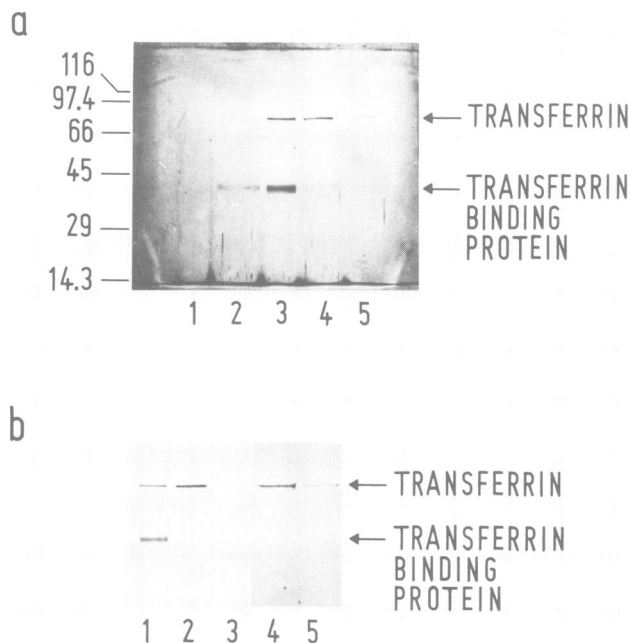 a
116
97.4
66
45
29
14.3
TRANSFERRIN
TRANSFERRIN
BINDING
PROTEIN
1 2 3 4 5
b
TRANSFERRIN
TRANSFERRIN
BINDING
PROTEIN
1 2 3 4 5